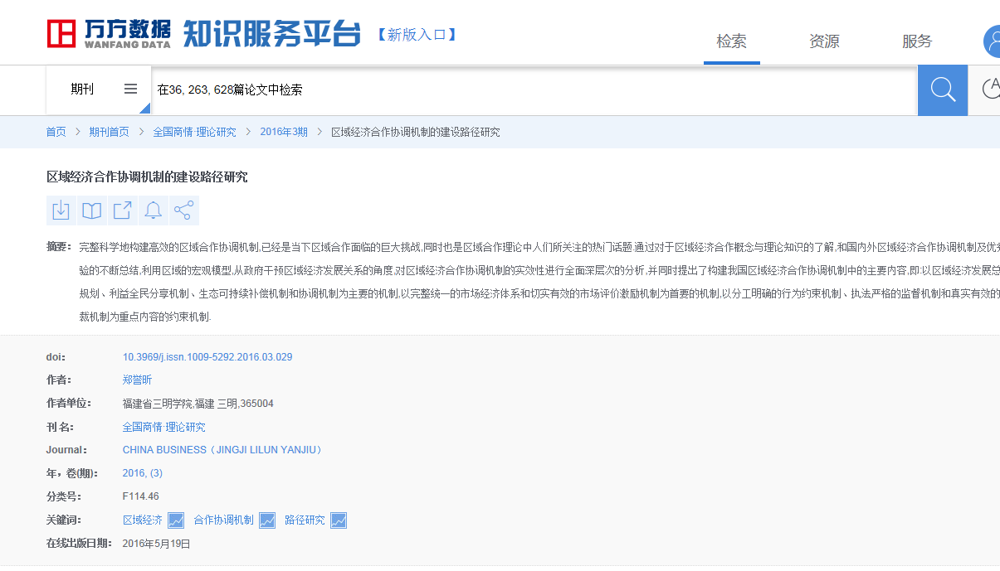 万方数据 知识服务平台 【新版入口】
WANFANG DATA
检索 资源 服务
期刊 在36, 263, 628篇论文中检索
首页 > 期刊首页 > 全国商情·理论研究 > 2016年3期 > 区域经济合作协调机制的建设路径研究
区域经济合作协调机制的建设路径研究
摘要： 完整科学地构建高效的区域合作协调机制,已经是当下区域合作面临的巨大挑战,同时也是区域合作理论中人们所关注的热门话题.通过对于区域经济合作概念与理论知识的了解,和国内外区域经济合作协调机制及优
验的不断总结,利用区域的宏观模型,从政府干预区域经济发展关系的角度,对区域经济合作协调机制的实效性进行全面深层次的分析,并同时提出了构建我国区域经济合作协调机制中的主要内容,即:以区域经济发展总
规划、利益全民分享机制、生态可持续补偿机制和协调机制为主要的机制,以完整统一的市场经济体系和切实有效的市场评价激励机制为首要的机制,以分工明确的行为约束机制、执法严格的监督机制和真实有效的
裁机制为重点内容的约束机制.
doi： 10.3969/j.issn.1009-5292.2016.03.029
作者： 郑誉昕
作者单位： 福建省三明学院,福建 三明,365004
刊 名： 全国商情·理论研究
Journal： CHINA BUSINESS（JINGJI LILUN YANJIU）
年，卷(期)： 2016, (3)
分类号： F114.46
关键词： 区域经济 合作协调机制 路径研究
在线出版日期： 2016年5月19日